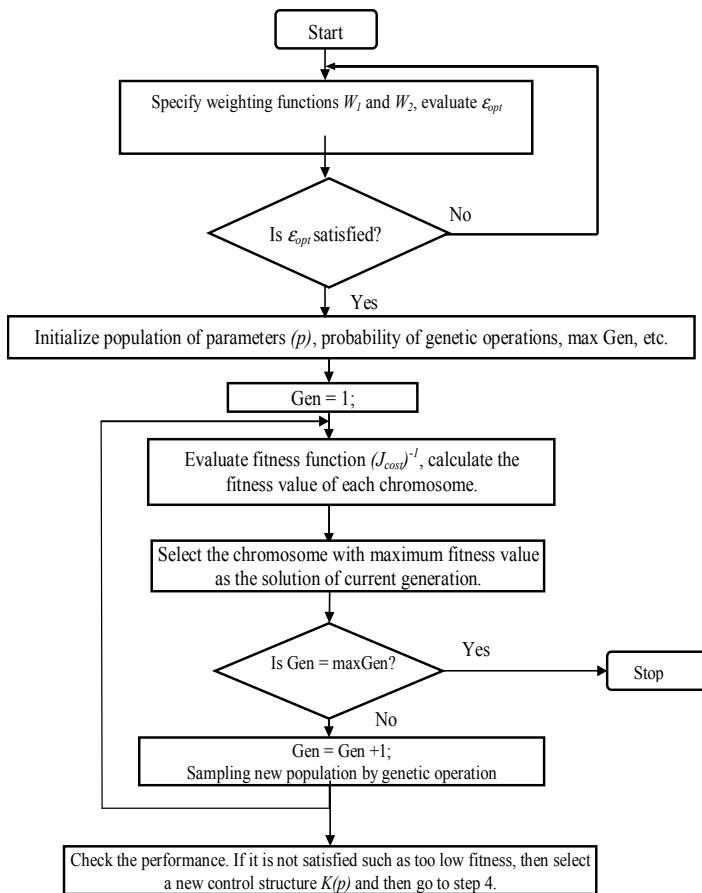 Start
Specify weighting functions W₁ and W₂, evaluate εopt
Is εopt satisfied?
No
Yes
Initialize population of parameters (p), probability of genetic operations, max Gen, etc.
Gen = 1;
Evaluate fitness function (Jcost)⁻¹, calculate the
fitness value of each chromosome.
Select the chromosome with maximum fitness value
as the solution of current generation.
Is Gen = maxGen?
Yes
Stop
No
Gen = Gen +1;
Sampling new population by genetic operation
Check the performance. If it is not satisfied such as too low fitness, then select
a new control structure K(p) and then go to step 4.